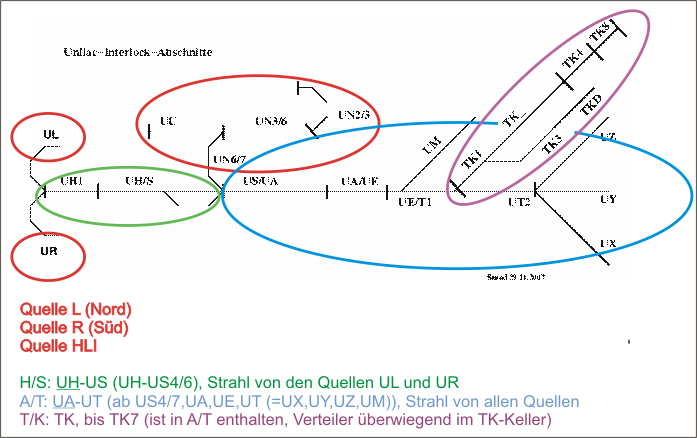 Unilac-Interlock-Abschnitte
TK8
TK4
UL
UC
UN3/6
UN2/3
TK_
TKD
UM
TK3
UZ
UN6/7
TK1
UH1
UH/S
US/UA
UA/UE
UE/T1
UT2
UY
UR
UX
Quelle L (Nord)
Quelle R (Süd)
Quelle HLI
H/S: UH-US (UH-US4/6), Strahl von den Quellen UL und UR
A/T: UA-UT (ab US4/7,UA,UE,UT (=UX,UY,UZ,UM)), Strahl von allen Quellen
T/K: TK, bis TK7 (ist in A/T enthalten, Verteiler überwiegend im TK-Keller)